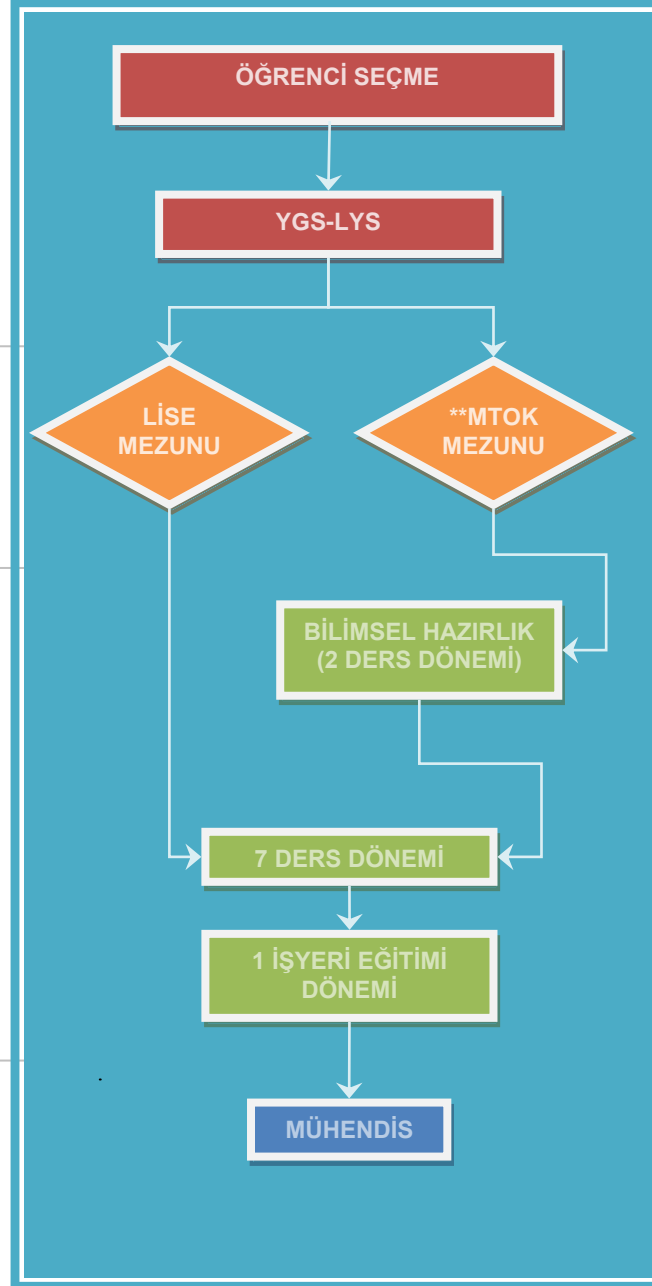 ÖĞRENCİ SEÇME
YGS-LYS
LİSE
MEZUNU
**MTOK
MEZUNU
BİLİMSEL HAZIRLIK
(2 DERS DÖNEMİ)
7 DERS DÖNEMİ
1 İŞYERİ EĞİTİMİ
DÖNEMİ
.
MÜHENDİS